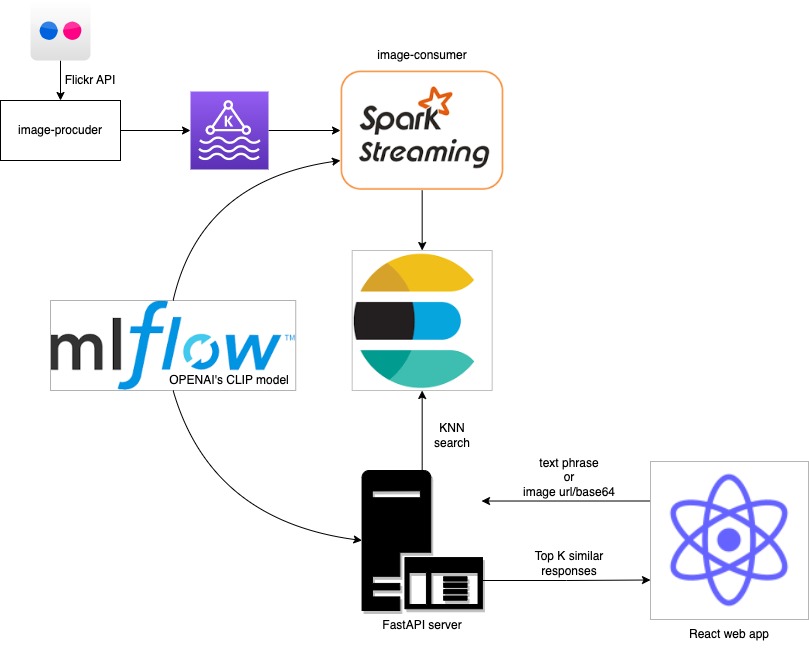 image-consumer
Flickr API
image-procuder
K
Spark
Streaming
mlflow™
OPENAI's CLIP model
KNN
search
text phrase
or
image url/base64
Top K similar
responses
FastAPI server
React web app